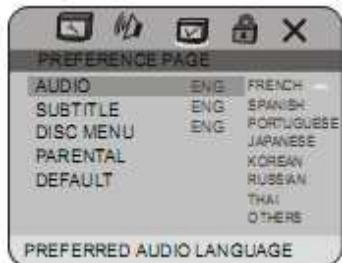 PREFERENCE PAGE
AUDIO ENG FRENCH
SUBTITLE ENG SPANISH
DISC MENU ENG PORTUGUESE
JAPANESE
PARENTAL KOREAN
DEFAULT RUSSIAN
THAI
OTHERS
PREFERRED AUDIO LANGUAGE